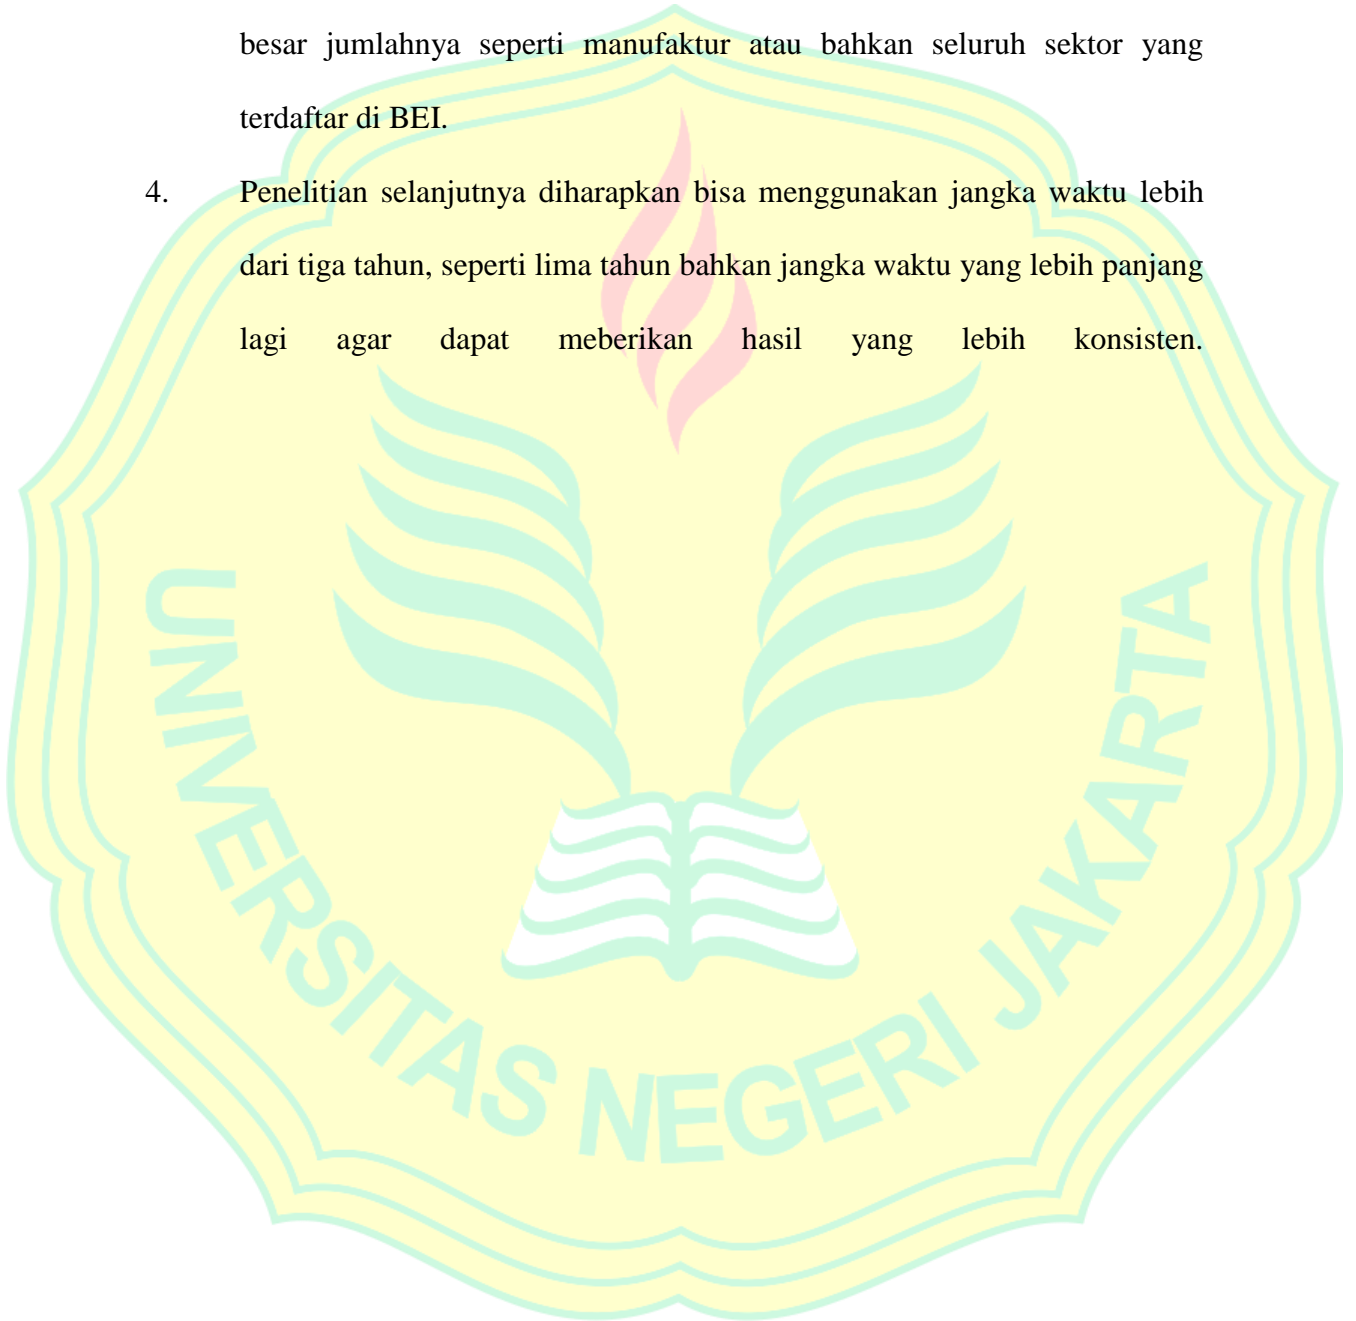 besar jumlahnya seperti manufaktur atau bahkan seluruh sektor yang
terdaftar di BEI.
4. Penelitian selanjutnya diharapkan bisa menggunakan jangka waktu lebih
dari tiga tahun, seperti lima tahun bahkan jangka waktu yang lebih panjang
lagi agar dapat meberikan hasil yang lebih konsisten.
UNIVERSITAS NEGERI JAKARTA